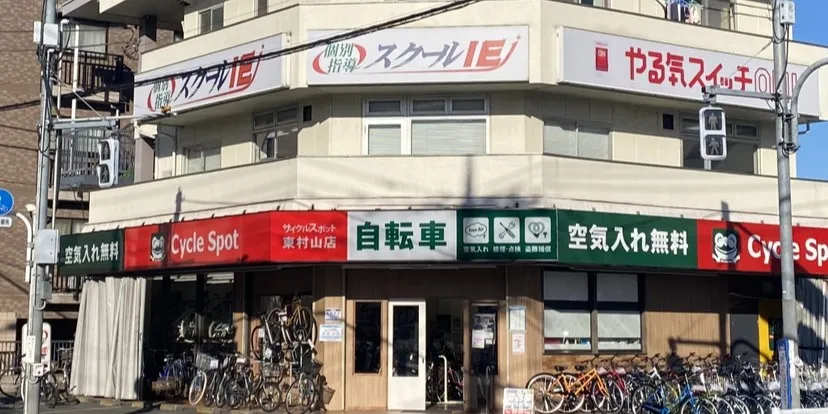 個別
指導
スクールIE
個別
指導
スクールIE
やる気スイッチON!
空気入れ無料
Cycle Spot
サイクルスポット
東村山店
自転車
空気入れ
修理・点検
盗難補償
空気入れ無料
Cycle Sp